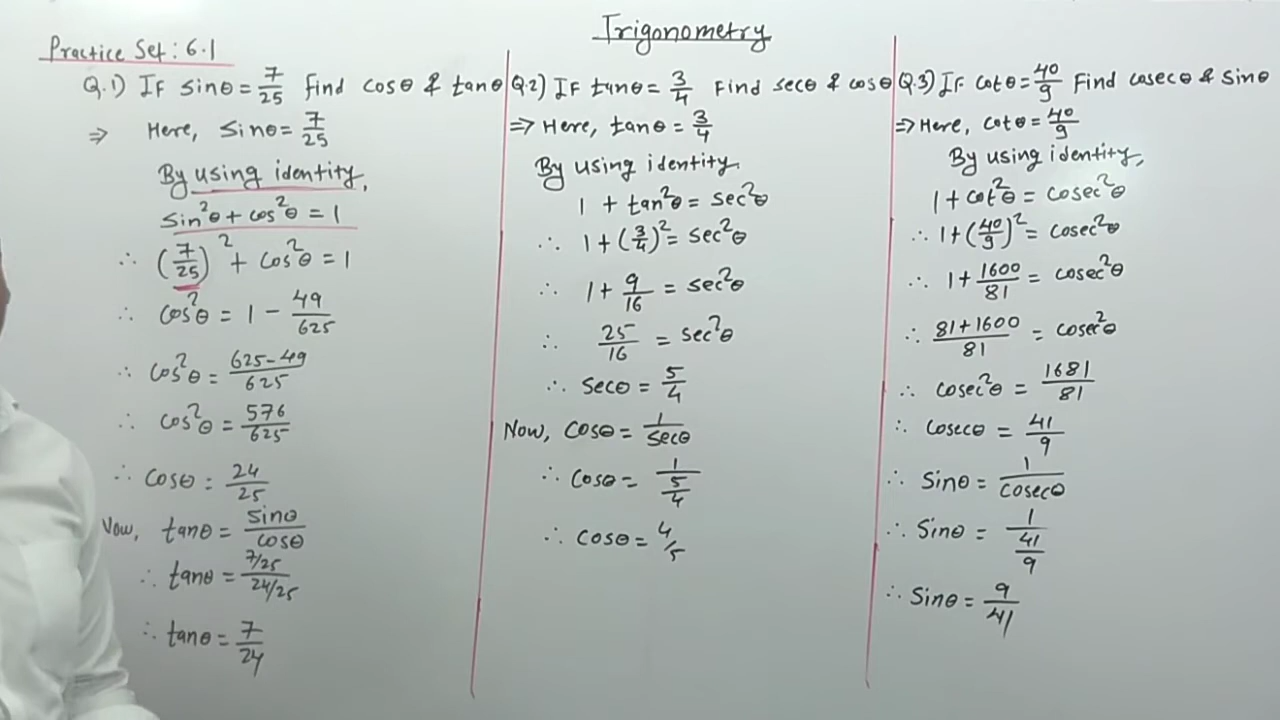 Trigonometry
Practice Set: 6.1
Q.1) If sinθ = 7/25 find cosθ & tanθ
⇒ Here, sinθ = 7/25
By using identity,
sin²θ + cos²θ = 1
∴ (7/25)² + cos²θ = 1
∴ cos²θ = 1 - 49/625
∴ cos²θ = 625-49/625
∴ cos²θ = 576/625
∴ cosθ = 24/25
Now, tanθ = sinθ/cosθ
∴ tanθ = 7/25/24/25
∴ tanθ = 7/24
Q.2) If tanθ = 3/4 Find secθ & cosθ
⇒ Here, tanθ = 3/4
By using identity.
1 + tan²θ = sec²θ
∴ 1 + (3/4)² = sec²θ
∴ 1 + 9/16 = sec²θ
∴ 25/16 = sec²θ
∴ secθ = 5/4
Now, cosθ = 1/secθ
∴ cosθ = 1/5/4
∴ cosθ = 4/5
Q.3) If cotθ = 40/9 Find cosecθ & sinθ
⇒ Here, cotθ = 40/9
By using identity,
1 + cot²θ = cosec²θ
∴ 1 + (40/9)² = cosec²θ
∴ 1 + 1600/81 = cosec²θ
∴ 81+1600/81 = cosec²θ
∴ cosec²θ = 1681/81
∴ cosecθ = 41/9
∴ sinθ = 1/cosecθ
∴ sinθ = 1/41/9
∴ sinθ = 9/41